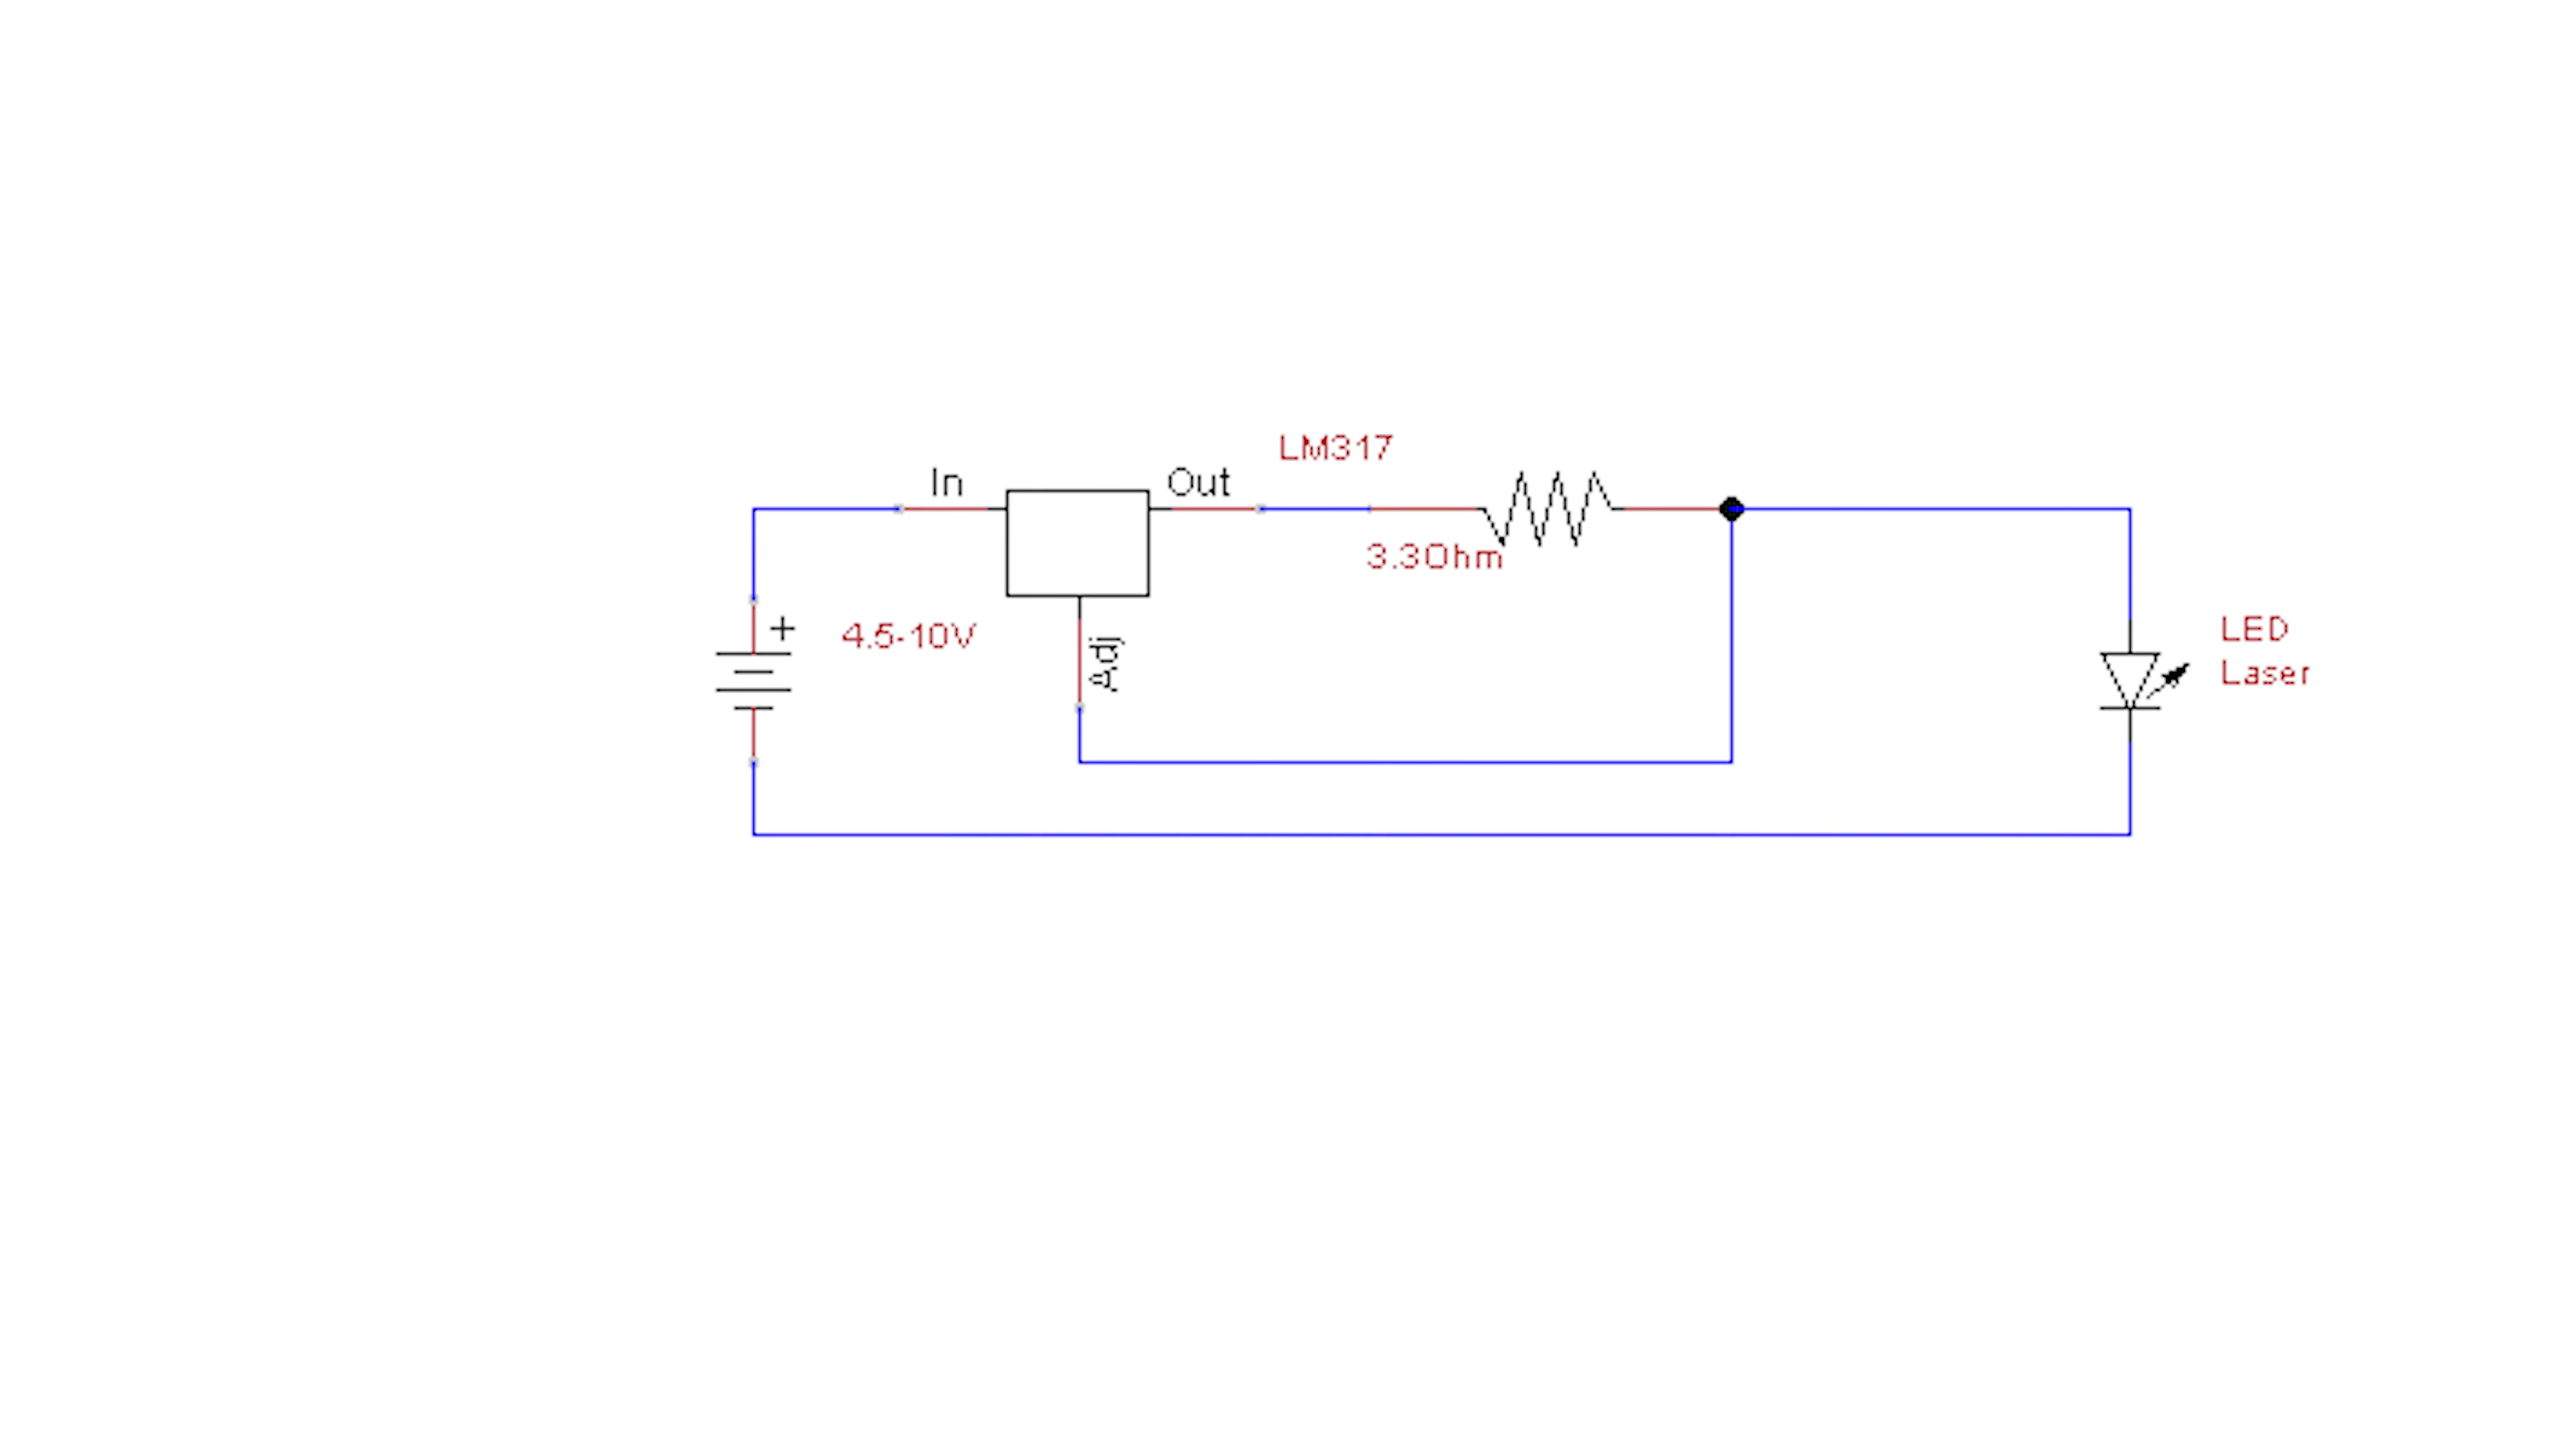 LM317
In
Out
3.3Ohm
+
4.5-10V
Adj
LED
Laser